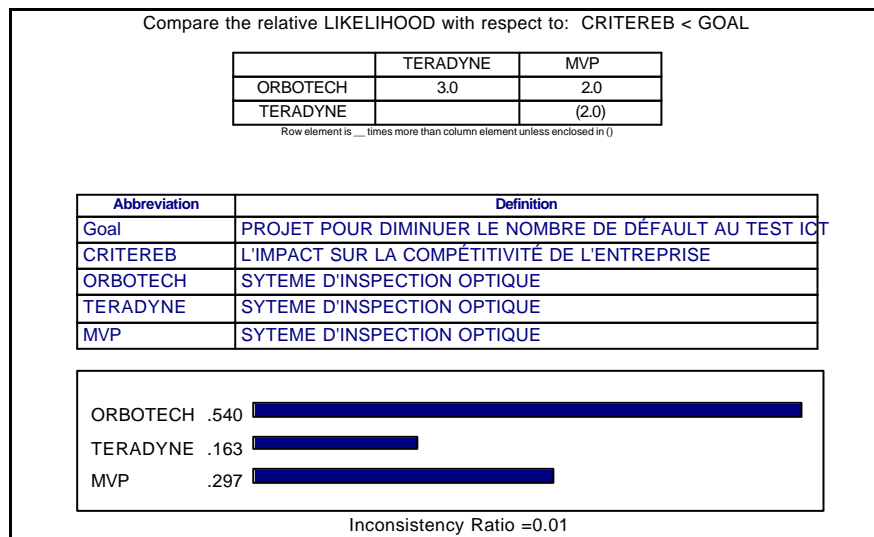 Compare the relative LIKELIHOOD with respect to: CRITEREB < GOAL
TERADYNE MVP
ORBOTECH 3.0 2.0
TERADYNE (2.0)
Row element is __ times more than column element unless enclosed in ()
Abbreviation Definition
Goal PROJET POUR DIMINUER LE NOMBRE DE DÉFAULT AU TEST ICT
CRITEREB L'IMPACT SUR LA COMPÉTITIVITÉ DE L'ENTREPRISE
ORBOTECH SYTEME D'INSPECTION OPTIQUE
TERADYNE SYTEME D'INSPECTION OPTIQUE
MVP SYTEME D'INSPECTION OPTIQUE
ORBOTECH .540
TERADYNE .163
MVP .297
Inconsistency Ratio =0.01